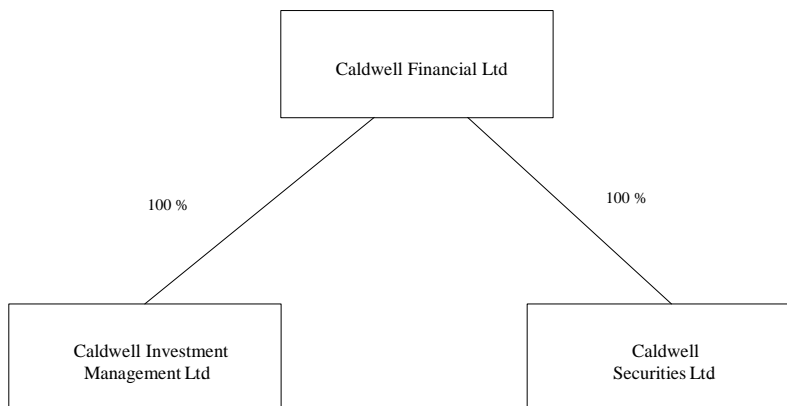 Caldwell Financial Ltd
100 %
100 %
Caldwell Investment
Management Ltd
Caldwell
Securities Ltd